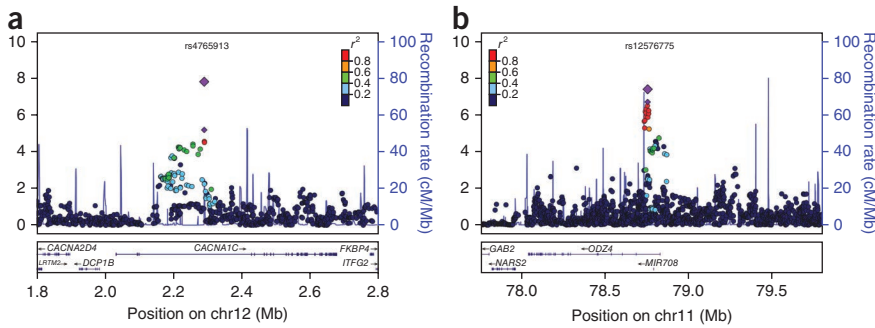 a
10
8
6
4
2
0
rs4765913
r2
0.8
0.6
0.4
0.2
100
80
60
40
20
0
Recombination rate (cM/Mb)
CACNA2D4
CACNA1C
FKBP4
LRTM2
DCP1B
ITFG2
1.8
2.0
2.2
2.4
2.6
2.8
Position on chr12 (Mb)
b
10
8
6
4
2
0
rs12576775
r2
0.8
0.6
0.4
0.2
100
80
60
40
20
0
Recombination rate (cM/Mb)
GAB2
ODZ4
NARS2
MIR708
78.0
78.5
79.0
79.5
Position on chr11 (Mb)